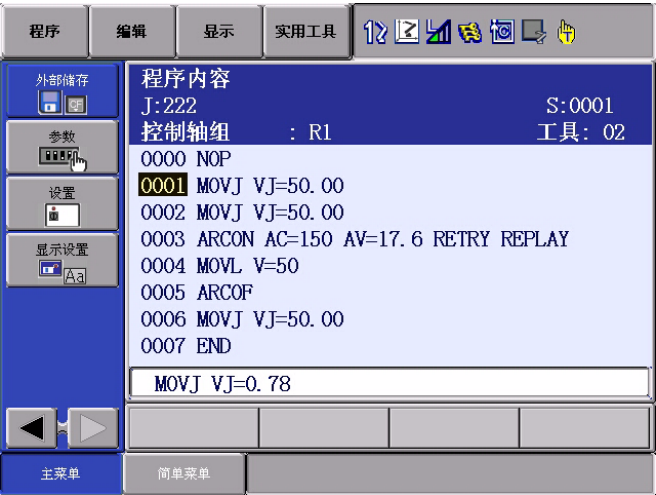 程序 编辑 显示 实用工具
外部储存
CF
参数
设置
显示设置
Aa
程序内容
J:222 S:0001
控制轴组 : R1 工具: 02
0000 NOP
0001 MOVJ VJ=50.00
0002 MOVJ VJ=50.00
0003 ARCON AC=150 AV=17.6 RETRY REPLAY
0004 MOVL V=50
0005 ARCOF
0006 MOVJ VJ=50.00
0007 END
MOVJ VJ=0.78
主菜单 简单菜单